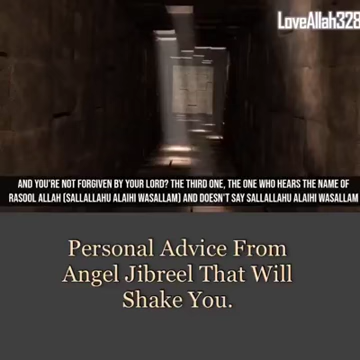 LoveAllah328
AND YOU'RE NOT FORGIVEN BY YOUR LORD? THE THIRD ONE, THE ONE WHO HEARS THE NAME OF
RASOOL ALLAH (SALLALLAHU ALAIHI WASALLAM) AND DOESN'T SAY SALLALLAHU ALAIHI WASALLAM
Personal Advice From
Angel Jibreel That Will
Shake You.